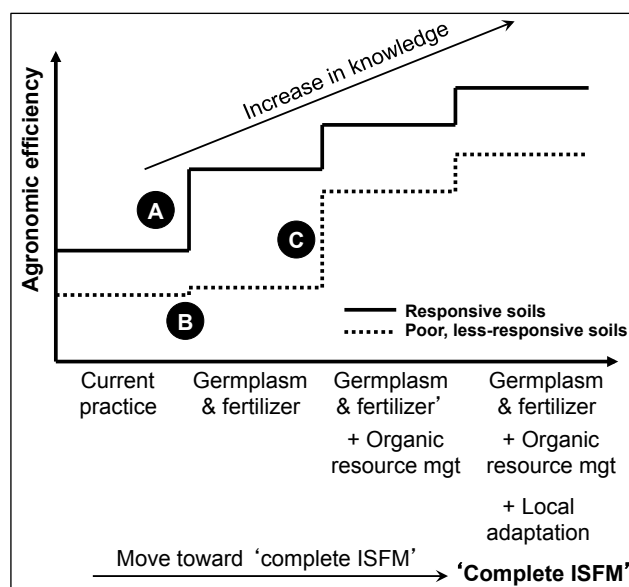 Increase in knowledge
Agronomic efficiency
A
C
B
Responsive soils
Poor, less-responsive soils
Current
practice
Germplasm
& fertilizer
Germplasm
& fertilizer’
+ Organic
resource mgt
Germplasm
& fertilizer
+ Organic
resource mgt
+ Local
adaptation
Move toward ‘complete ISFM’
‘Complete ISFM’